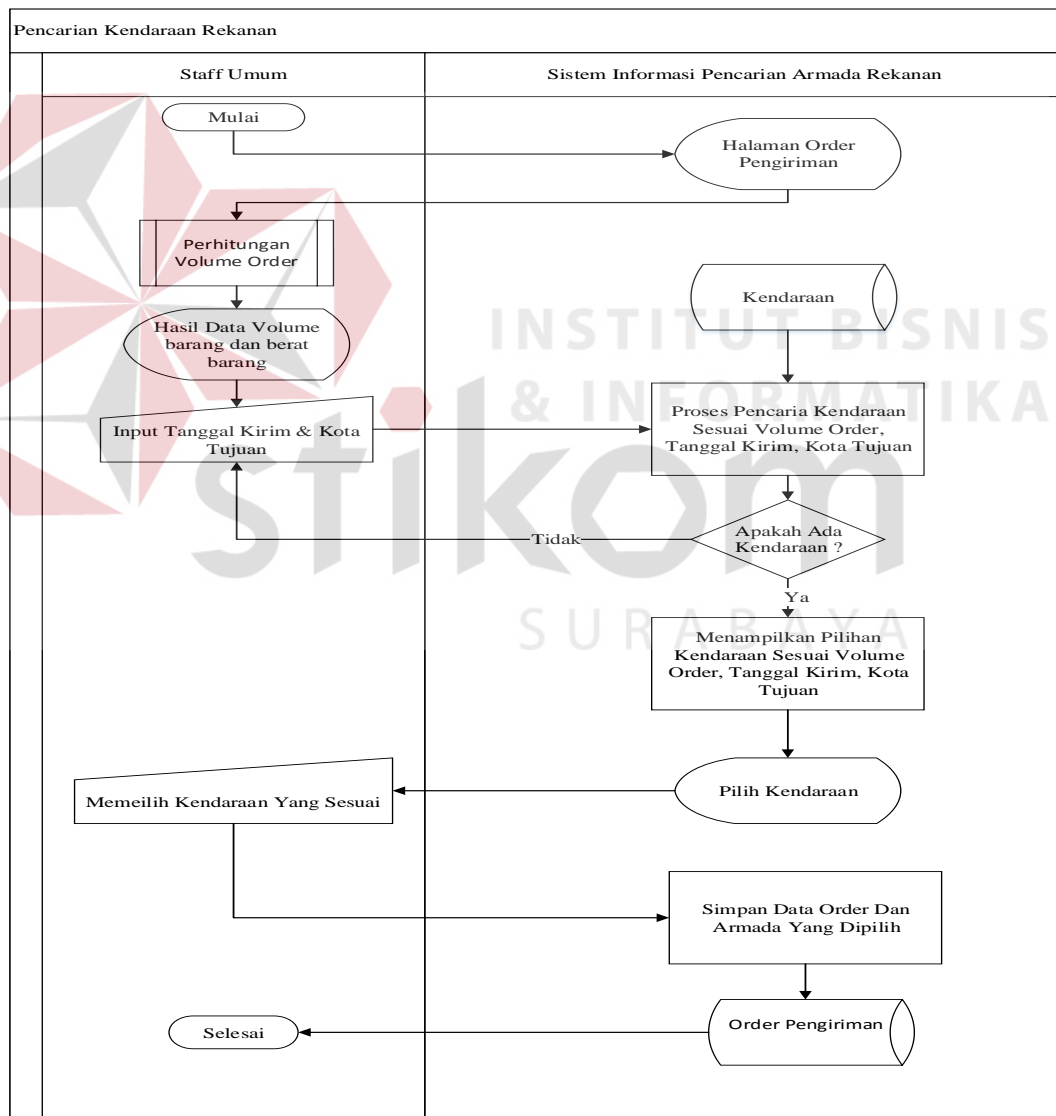 Pencarian Kendaraan Rekanan
Staff Umum
Sistem Informasi Pencarian Armada Rekanan
Mulai
Halaman Order
Pengiriman
Perhitungan
Volume Order
Kendaraan
Hasil Data Volume
barang dan berat
barang
INSTITUT BISNIS
& INFORMATIKA
stikom
SURABAYA
Input Tanggal Kirim & Kota
Tujuan
Proses Pencaria Kendaraan
Sesuai Volume Order,
Tanggal Kirim, Kota Tujuan
Tidak
Apakah Ada
Kendaraan ?
Ya
Menampilkan Pilihan
Kendaraan Sesuai Volume
Order, Tanggal Kirim, Kota
Tujuan
Memeilih Kendaraan Yang Sesuai
Pilih Kendaraan
Simpan Data Order Dan
Armada Yang Dipilih
Selesai
Order Pengiriman